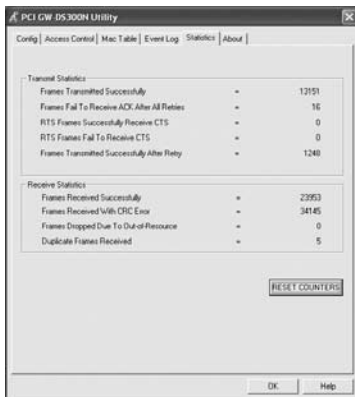 PCI GW-DS300N Utility
Config Access Control Mac Table Event Log Statistics About
Transmit Statistics
Frames Transmitted Successfully = 13151
Frames Fail To Receive ACK After All Retries = 16
RTS Frames Successfully Receive CTS = 0
RTS Frames Fail To Receive CTS = 0
Frames Transmitted Successfully After Retry = 1248
Receive Statistics
Frames Received Successfully = 23953
Frames Received With CRC Error = 34145
Frames Dropped Due To Out-of-Resource = 0
Duplicate Frames Received = 5
RESET COUNTERS
OK Help